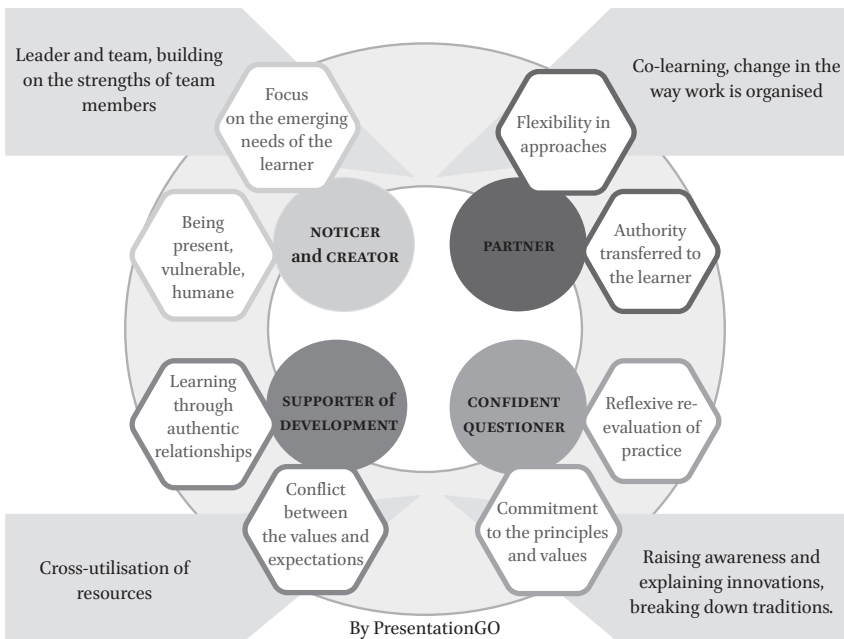 Leader and team, building
on the strengths of team
members
Co-learning, change in the
way work is organised
Focus
on the emerging
needs of the
learner
Flexibility in
approaches
Being
present,
vulnerable,
humane
NOTICER
and CREATOR
PARTNER
Authority
transferred to
the learner
Learning
through
authentic
relationships
SUPPORTER of
DEVELOPMENT
CONFIDENT
QUESTIONER
Reflexive re-
evaluation of
practice
Conflict
between
the values and
expectations
Commitment
to the principles
and values
Cross-utilisation of
resources
Raising awareness and
explaining innovations,
breaking down traditions.
By PresentationGO